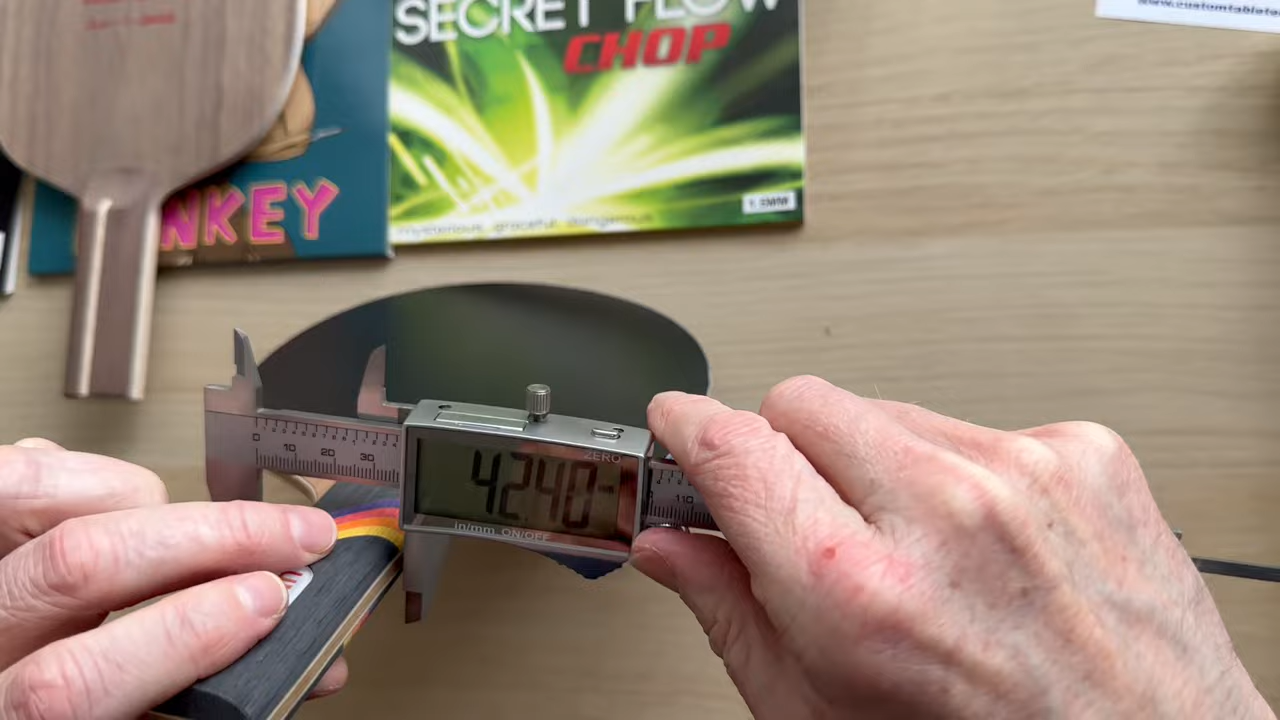 SECRET FLOW
CHOP
NKEY
1.5MM
mysterious graceful dangerous
ZERO
0 10 20 30
4240
110
in/mm ON/OFF